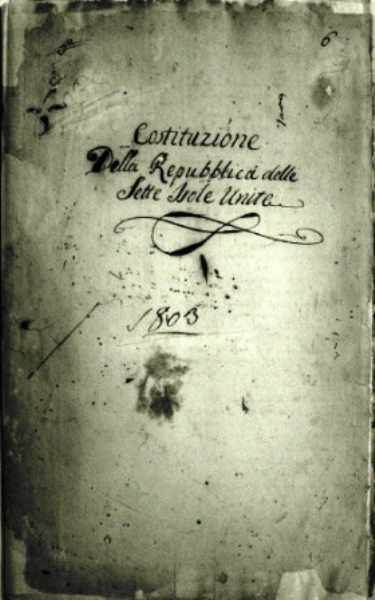 6
Costituzione
Della Repubblica delle
Sette Isole Unite
1803